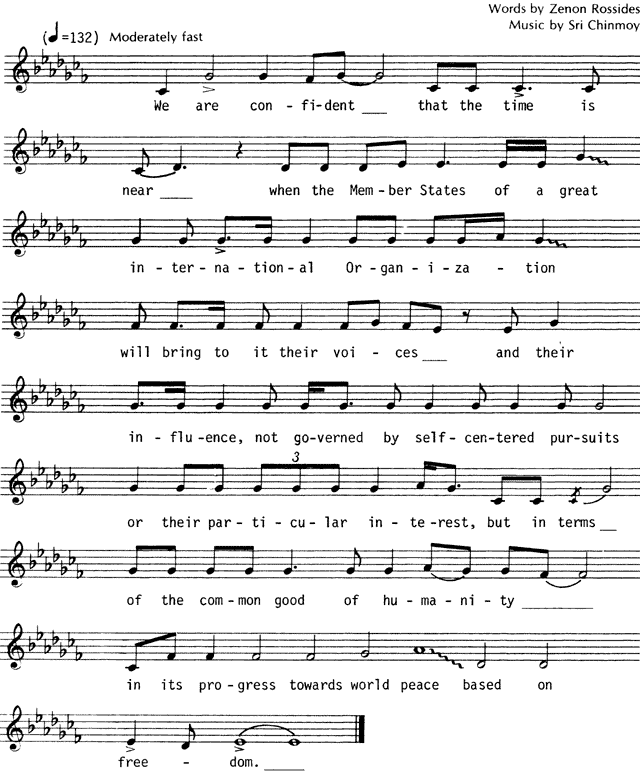 Words by Zenon Rossides
Music by Sri Chinmoy
(♩=132) Moderately fast
We are con - fi-dent ___ that the time is
near ___ when the Mem - ber States of a great
in - ter - na - tion - al Or - gan - i - za - tion
will bring to it their voi - ces ___ and their
in - flu - ence, not go - verned by self - cen - tered pur - suits
3
or their par - ti - cu - lar in - te - rest, but in terms __
of the com - mon good of hu - ma - ni - ty ________
in its pro - gress towards world peace based on
free - dom. _____